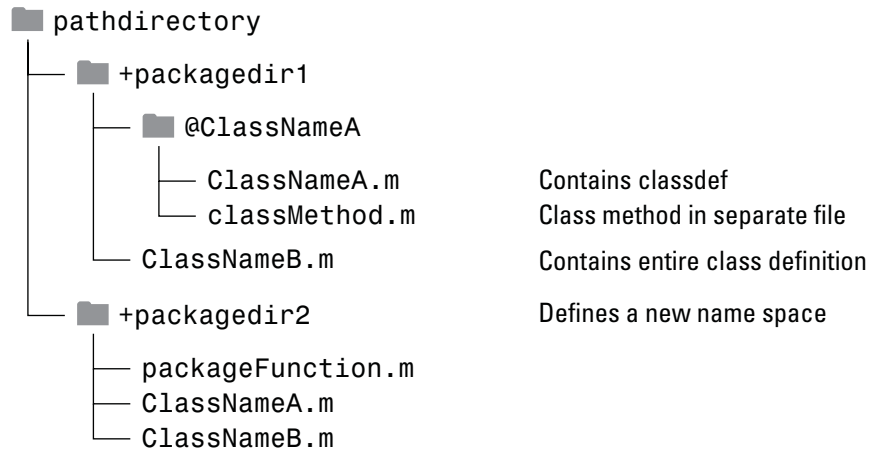 pathdirectory
+packagedir1
@ClassNameA
ClassNameA.m Contains classdef
classMethod.m Class method in separate file
ClassNameB.m Contains entire class definition
+packagedir2 Defines a new name space
packageFunction.m
ClassNameA.m
ClassNameB.m